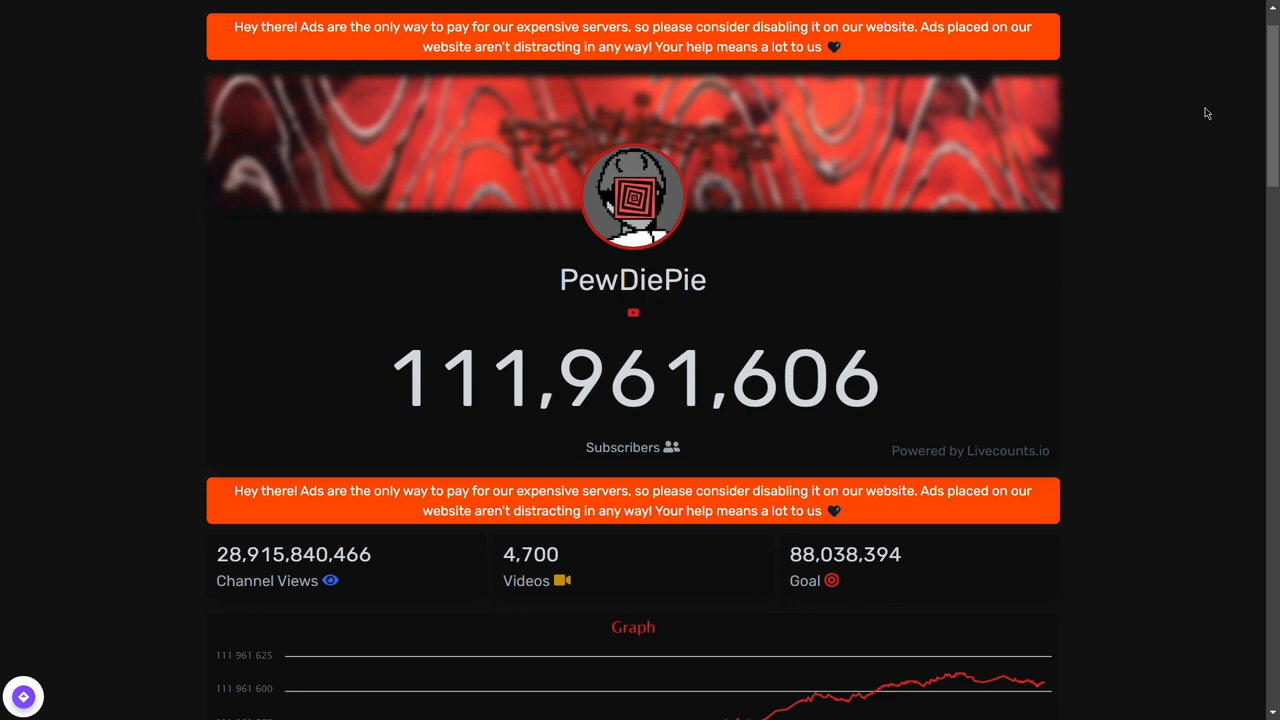 Hey there! Ads are the only way to pay for our expensive servers, so please consider disabling it on our website. Ads placed on our
website aren't distracting in any way! Your help means a lot to us 🖤
PewDiePie
111,961,606
Subscribers
Powered by Livecounts.io
Hey there! Ads are the only way to pay for our expensive servers, so please consider disabling it on our website. Ads placed on our
website aren't distracting in any way! Your help means a lot to us 🖤
28,915,840,466
Channel Views
4,700
Videos
88,038,394
Goal
Graph
111 961 625
111 961 600